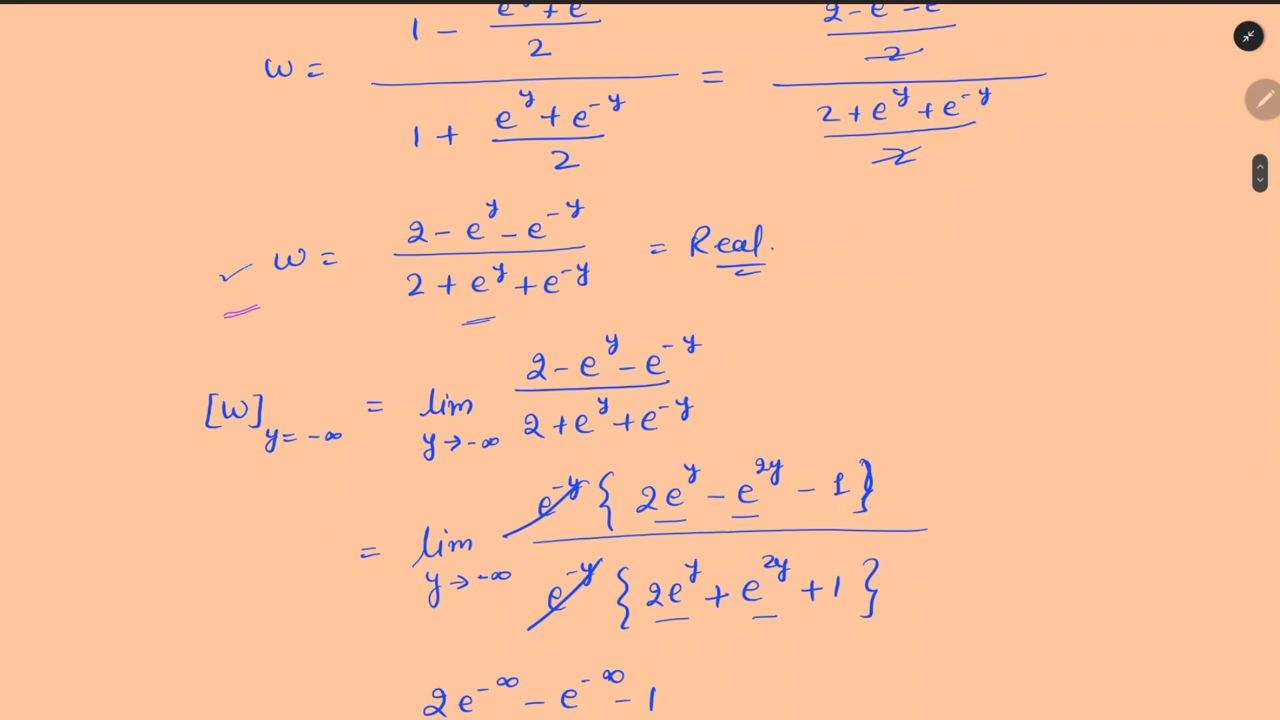 w = (1 - (e^y + e)/2) / (1 + (e^y + e^{-y})/2) = ((2 - e - e)/2) / ((2 + e^y + e^{-y})/2)
✓ w = (2 - e^y - e^{-y}) / (2 + e^y + e^{-y}) = Real.
[W]_{y = -∞} = lim_{y→-∞} (2 - e^y - e^{-y}) / (2 + e^y + e^{-y})
= lim_{y→-∞} e^{-y} { 2e^y - e^{2y} - 1 } / e^{-y} { 2e^y + e^{2y} + 1 }
2e^{-∞} - e^{-∞} - 1